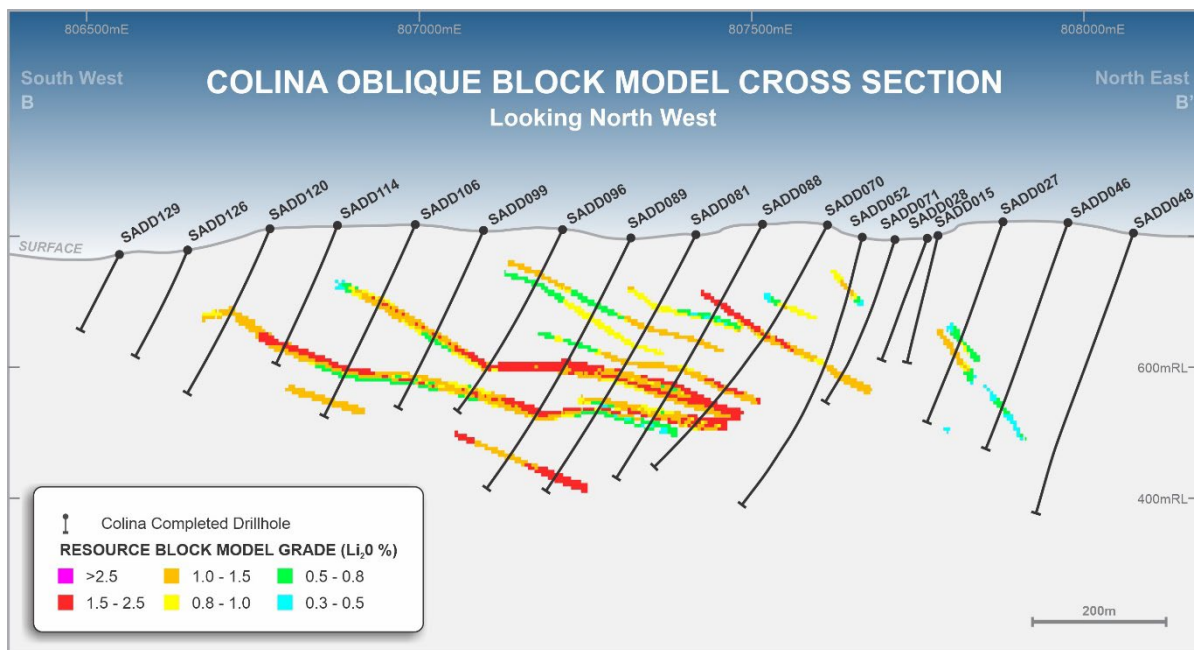 806500mE
807000mE
807500mE
808000mE
South West
B
COLINA OBLIQUE BLOCK MODEL CROSS SECTION
Looking North West
North East
B'
SADD129
SADD126
SADD120
SADD114
SADD106
SADD099
SADD096
SADD089
SADD081
SADD088
SADD070
SADD052
SADD071
SADD028
SADD015
SADD027
SADD046
SADD048
SURFACE
600mRL
400mRL
Colina Completed Drillhole
RESOURCE BLOCK MODEL GRADE (Li₂0 %)
>2.5
1.0 - 1.5
0.5 - 0.8
1.5 - 2.5
0.8 - 1.0
0.3 - 0.5
200m